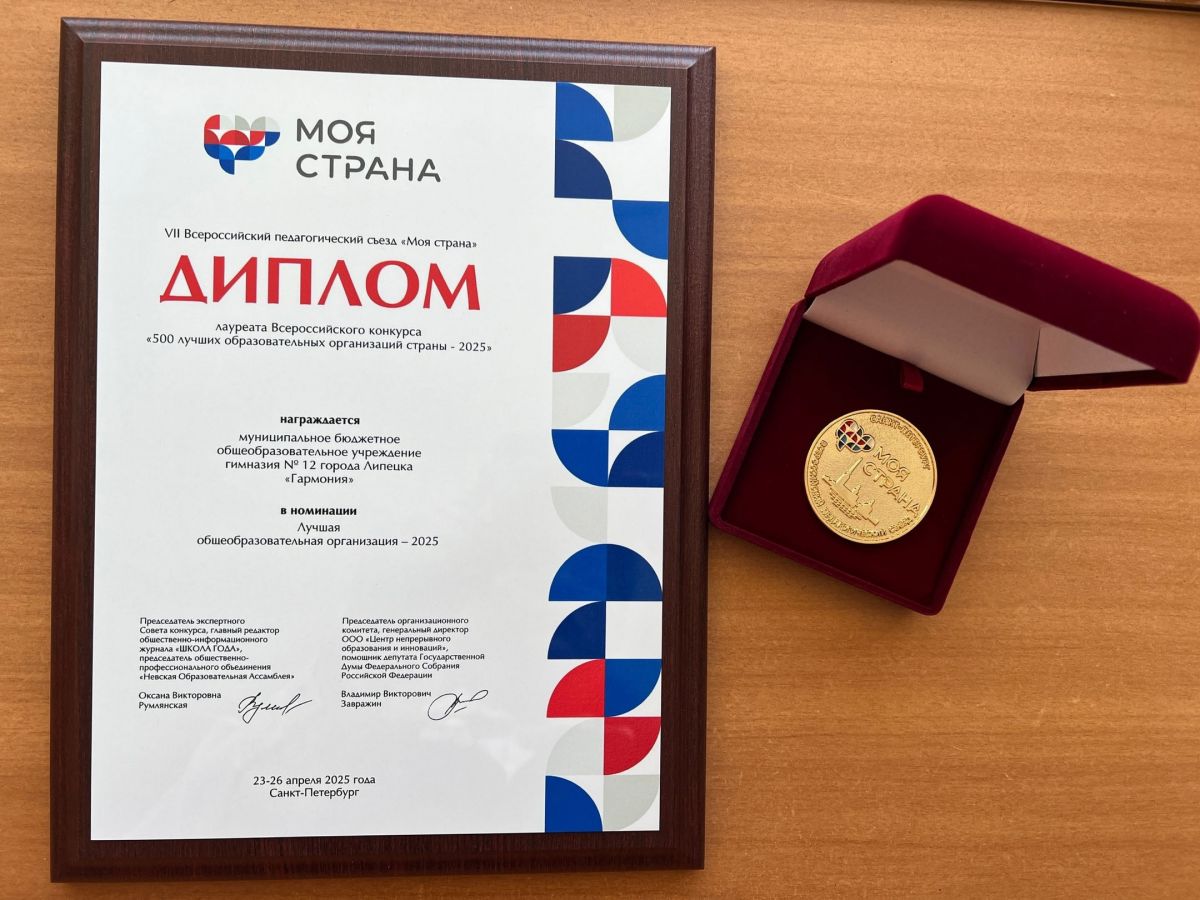 МОЯ
СТРАНА
VII Всероссийский педагогический съезд «Моя страна»
ДИПЛОМ
лауреата Всероссийского конкурса
«500 лучших образовательных организаций страны - 2025»
награждается
муниципальное бюджетное
общеобразовательное учреждение
гимназия № 12 города Липецка
«Гармония»
в номинации
Лучшая
общеобразовательная организация – 2025
Председатель экспертного
Совета конкурса, главный редактор
общественно-информационного
журнала «ШКОЛА ГОДА»,
председатель общественно-
профессионального объединения
«Невская Образовательная Ассамблея»
Оксана Викторовна
Румлянская
Председатель организационного
комитета, генеральный директор
ООО «Центр непрерывного
образования и инноваций»,
помощник депутата Государственной
Думы Федерального Собрания
Российской Федерации
Владимир Викторович
Завражин
23-26 апреля 2025 года
Санкт-Петербург
САНКТ-ПЕТЕРБУРГ
МОЯ
СТРАНА